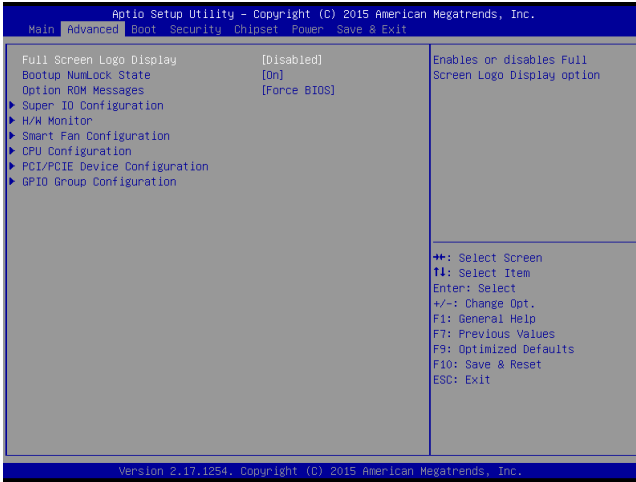 Aptio Setup Utility – Copyright (C) 2015 American Megatrends, Inc.
Main Advanced Boot Security Chipset Power Save & Exit
Full Screen Logo Display [Disabled]
Bootup NumLock State [On]
Option ROM Messages [Force BIOS]
Super IO Configuration
H/W Monitor
Smart Fan Configuration
CPU Configuration
PCI/PCIE Device Configuration
GPIO Group Configuration
Enables or disables Full
Screen Logo Display option
→←: Select Screen
↑↓: Select Item
Enter: Select
+/-: Change Opt.
F1: General Help
F7: Previous Values
F9: Optimized Defaults
F10: Save & Reset
ESC: Exit
Version 2.17.1254. Copyright (C) 2015 American Megatrends, Inc.